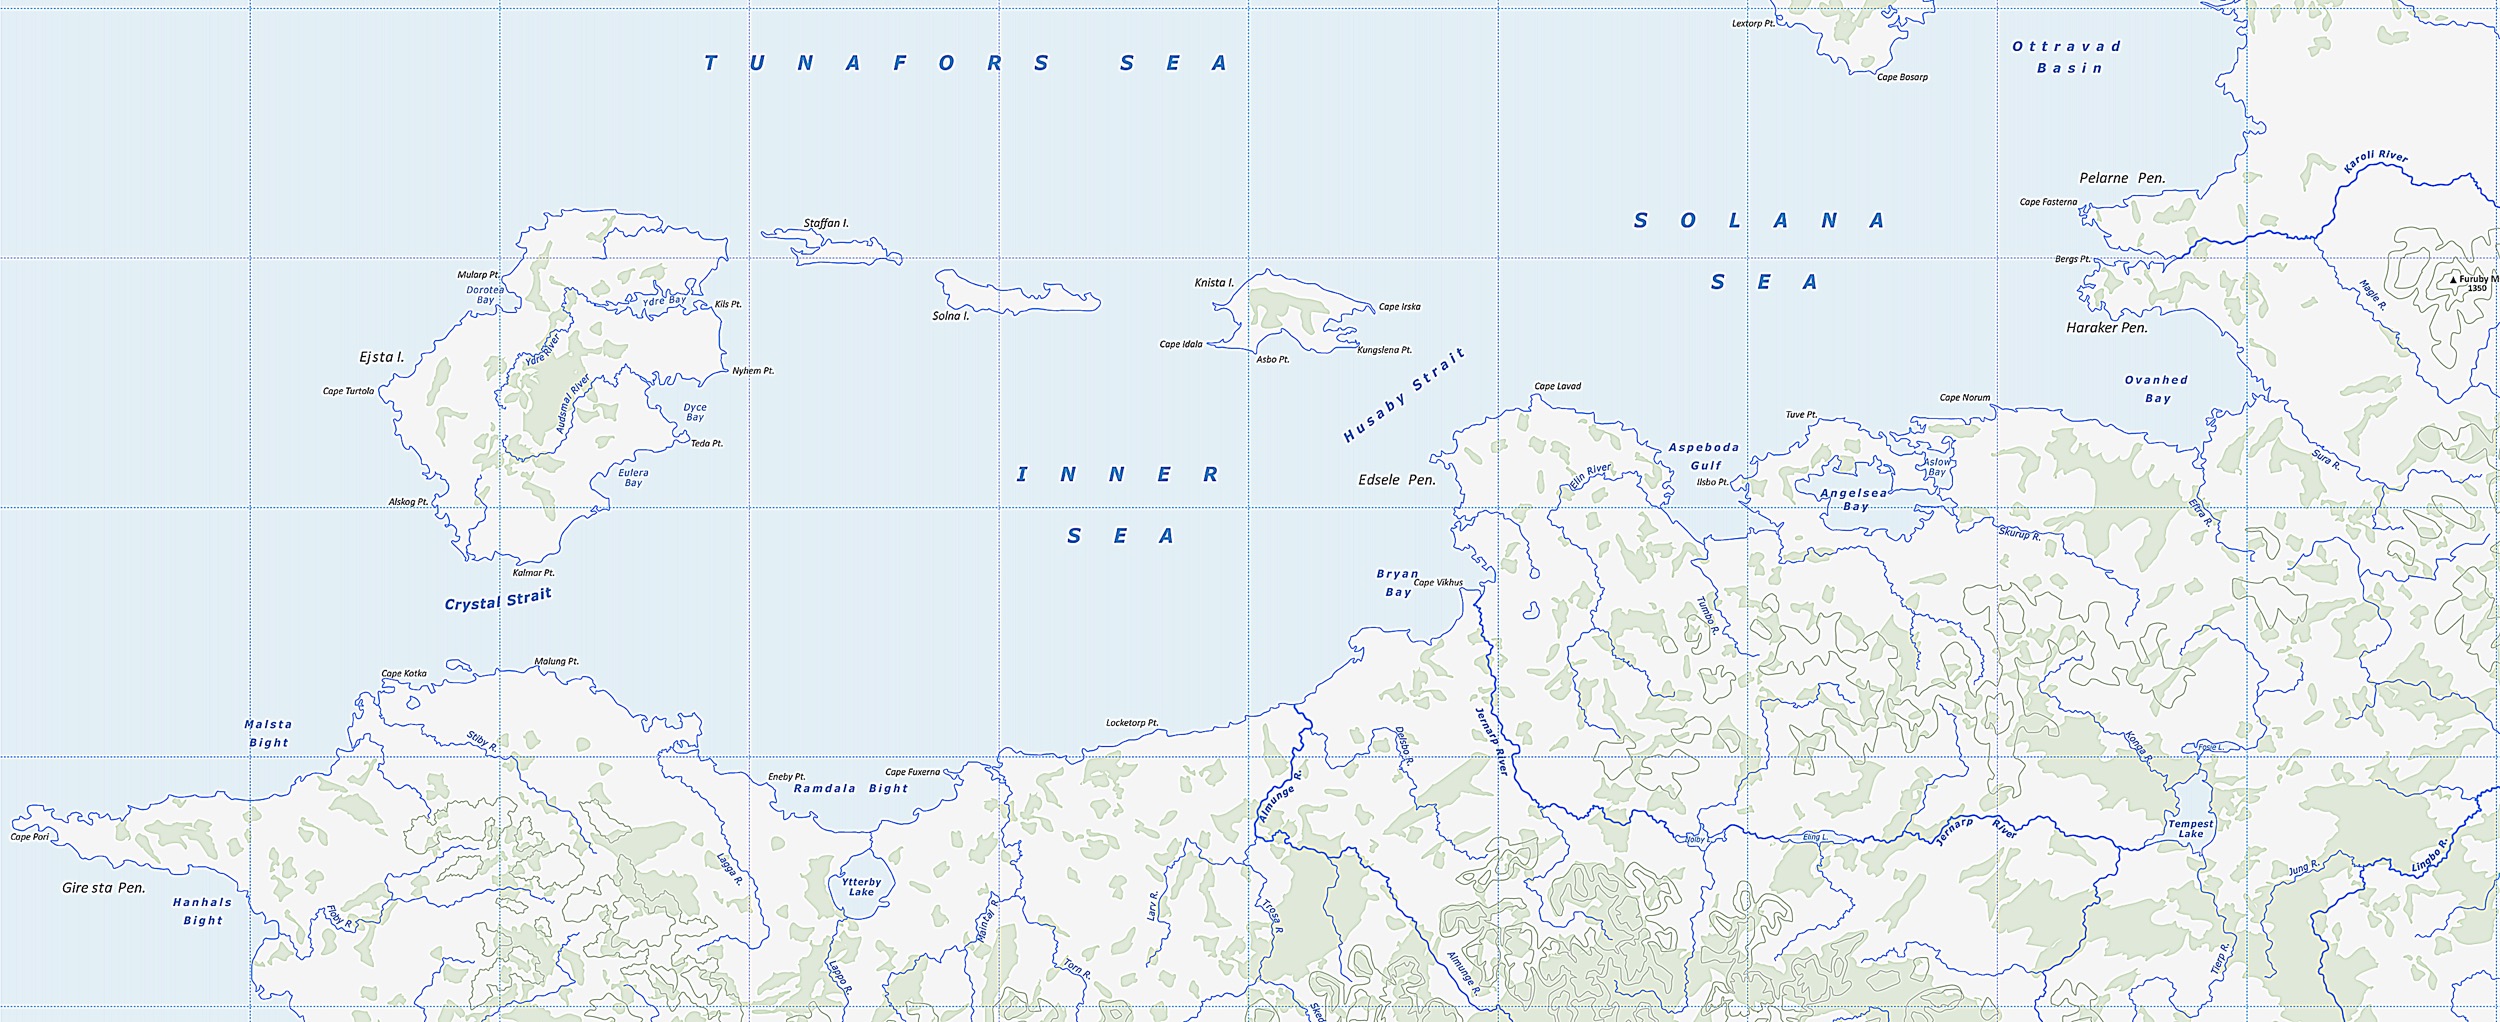 Lextorp Pt.
Cape Bosarp
Ottravad
Basin
TUNAFORS SEA
Karoli River
Pelarne Pen.
Cape Fasterna
Staffan I.
SOLANA
SEA
Bergs Pt.
Mularp Pt.
Dorotea
Bay
Ydre Bay
Kils Pt.
Knista I.
Cape Irska
Furuby M
1350
Magle R.
Solna I.
Haraker Pen.
Cape Idala
Asbo Pt.
Kungslena Pt.
Ydre River
Ejsta I.
Nyhem Pt.
Husaby Strait
Cape Turtola
Audsmal River
Cape Lavad
Ovanhed
Bay
Cape Norum
Dyce
Bay
Tuve Pt.
Teda Pt.
Aspeboda
Gulf
Aslow
Bay
Sura R.
INNER
SEA
Edsele Pen.
Elin River
Ilsbo Pt.
Eulera
Bay
Angelsea
Bay
Alskog Pt.
Eltra R.
Skurup R.
Kalmar Pt.
Bryan
Bay
Cape Vikhus
Crystal Strait
Tumbo R.
Malung Pt.
Cape Kotka
Malsta
Bight
Stiby R.
Locketorp Pt.
Jernarp River
Delsbo R.
Konga R.
Fosie L.
Eneby Pt.
Cape Fuxerna
Ramdala Bight
Almunge R.
Cape Pori
Jolby L.
Eling L.
Jernarp River
Tempest
Lake
Lingbo R.
Jung R.
Lagga R.
Ytterby
Lake
Gire sta Pen.
Hanhals
Bight
Floby R.
Larv R.
Trosa R
Maintal R.
Torn R.
Lappo R.
Almunge R.
Tierp R.
Sked